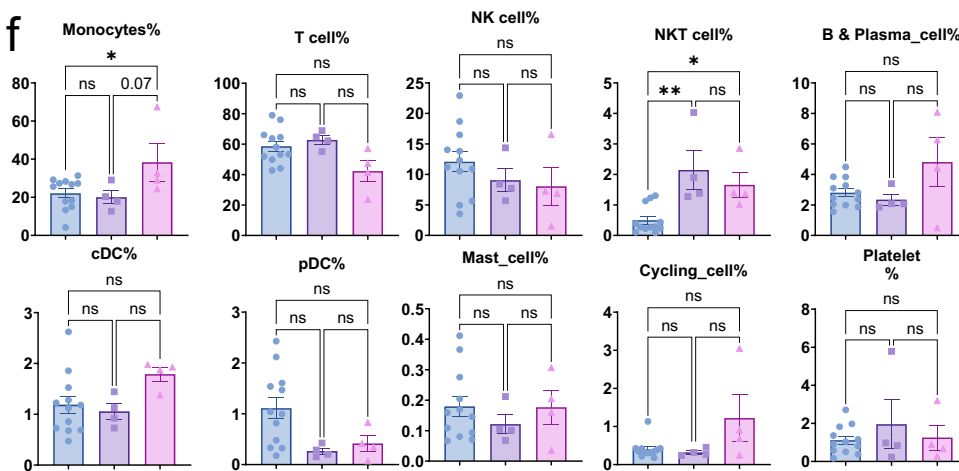 f
Monocytes%
*
ns 0.07
80
60
40
20
0
T cell%
ns
ns ns
100
80
60
40
20
0
NK cell%
ns
ns ns
25
20
15
10
5
0
NKT cell%
*
** ns
5
4
3
2
1
0
B & Plasma_cell%
ns
ns ns
10
8
6
4
2
0
cDC%
ns
ns ns
3
2
1
0
pDC%
ns
ns ns
3
2
1
0
Mast_cell%
ns
ns ns
0.5
0.4
0.3
0.2
0.1
0.0
Cycling_cell%
ns
ns ns
4
3
2
1
0
Platelet
%
ns
ns ns
8
6
4
2
0